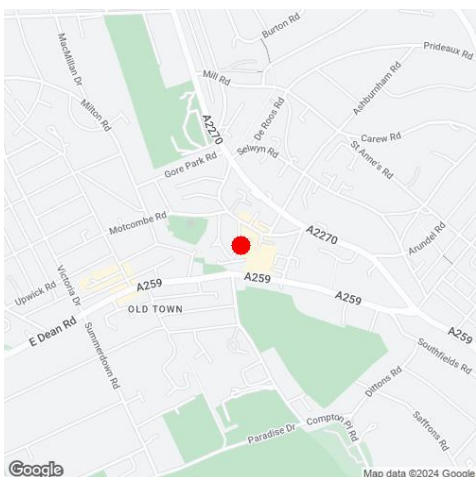 Burton Rd
Prideaux Rd
MacMillan Dr
Mill Rd
Ashburnham Rd
Milton Rd
De Roos Rd
A2270
Carew Rd
Selwyn Rd
St Anne's Rd
Gore Park Rd
Motcombe Rd
A2270
Arundel Rd
Upwick Rd
Victoria Dr
A259
A259
A259
A259
E Dean Rd
OLD TOWN
Summerdown Rd
Southfields Rd
Dittons Rd
Compton Pl Rd
Saffrons Rd
Paradise Dr
Google
Map data ©2024 Google